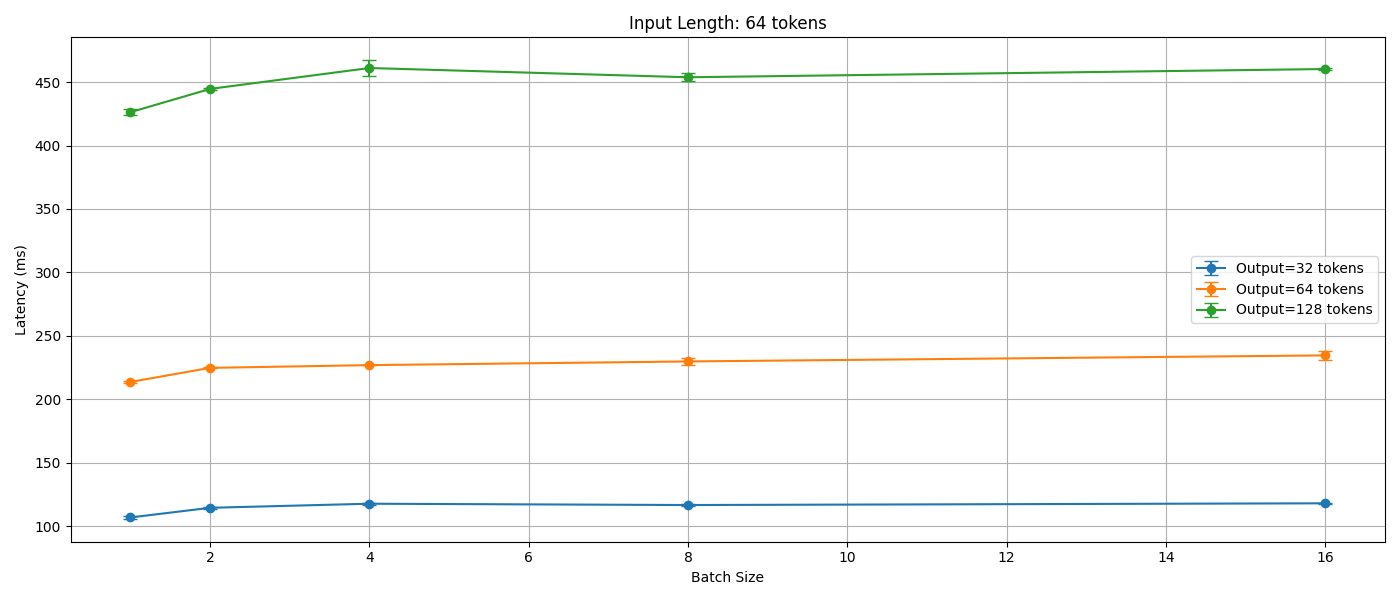 Input Length: 64 tokens
Latency (ms)
450
400
350
300
250
200
150
100
Output=32 tokens
Output=64 tokens
Output=128 tokens
2 4 6 8 10 12 14 16
Batch Size